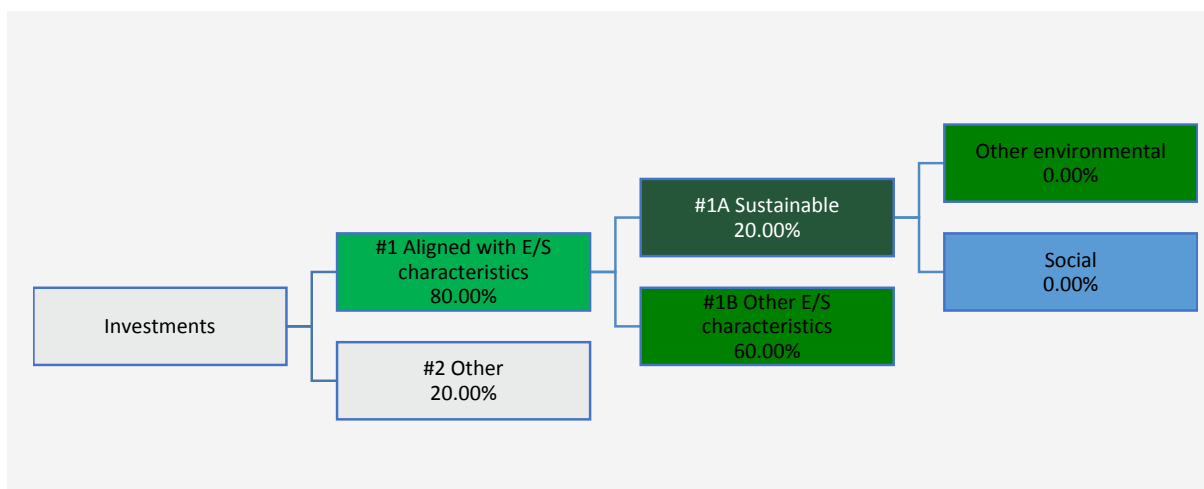 Investments
#1 Aligned with E/S
characteristics
80.00%
#2 Other
20.00%
#1A Sustainable
20.00%
#1B Other E/S
characteristics
60.00%
Other environmental
0.00%
Social
0.00%